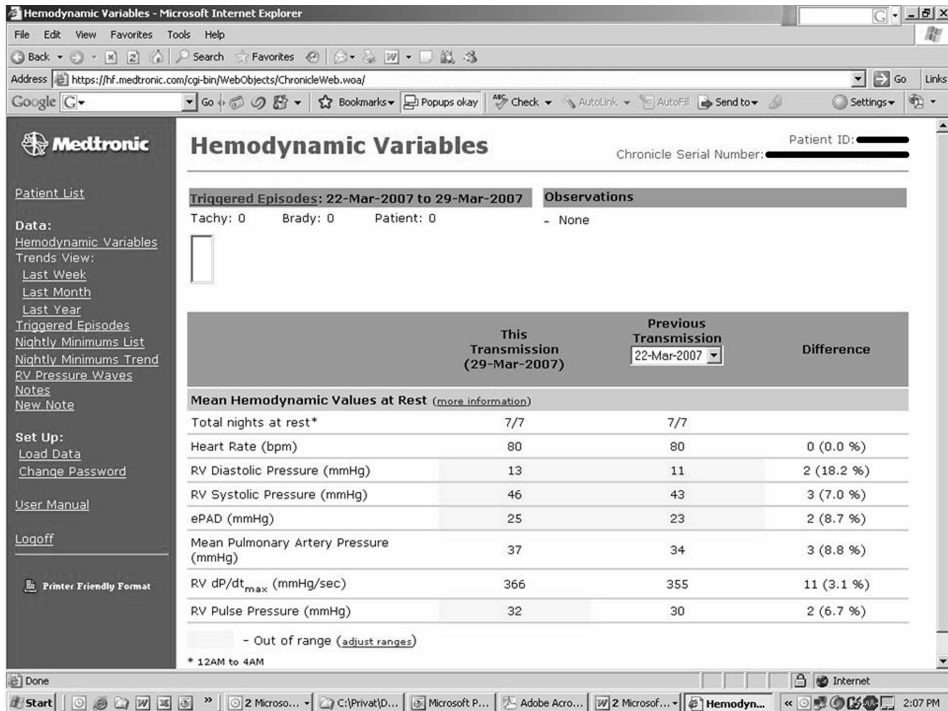 Hemodynamic Variables - Microsoft Internet Explorer
File Edit View Favorites Tools Help
Back Search Favorites
Address https://hf.medtronic.com/cgi-bin/WebObjects/ChronicleWeb.woa/ Go Links
Google Go Bookmarks Popups okay Check AutoLink AutoFill Send to Settings
Medtronic
Hemodynamic Variables
Patient ID:
Chronicle Serial Number:
Patient List
Data:
Hemodynamic Variables
Trends View:
Last Week
Last Month
Last Year
Triggered Episodes
Nightly Minimums List
Nightly Minimums Trend
RV Pressure Waves
Notes
New Note
Set Up:
Load Data
Change Password
User Manual
Logoff
Printer Friendly Format
Triggered Episodes: 22-Mar-2007 to 29-Mar-2007
Tachy: 0 Brady: 0 Patient: 0
Observations
- None
This Transmission (29-Mar-2007) Previous Transmission 22-Mar-2007 Difference
Mean Hemodynamic Values at Rest (more information)
Total nights at rest* 7/7 7/7
Heart Rate (bpm) 80 80 0 (0.0 %)
RV Diastolic Pressure (mmHg) 13 11 2 (18.2 %)
RV Systolic Pressure (mmHg) 46 43 3 (7.0 %)
ePAD (mmHg) 25 23 2 (8.7 %)
Mean Pulmonary Artery Pressure (mmHg) 37 34 3 (8.8 %)
RV dP/dtmax (mmHg/sec) 366 355 11 (3.1 %)
RV Pulse Pressure (mmHg) 32 30 2 (6.7 %)
- Out of range (adjust ranges)
* 12AM to 4AM
Done Internet
Start 2 Microso... C:\Privat\D... Microsoft P... Adobe Acro... 2 Microsof... Hemodyn... 2:07 PM